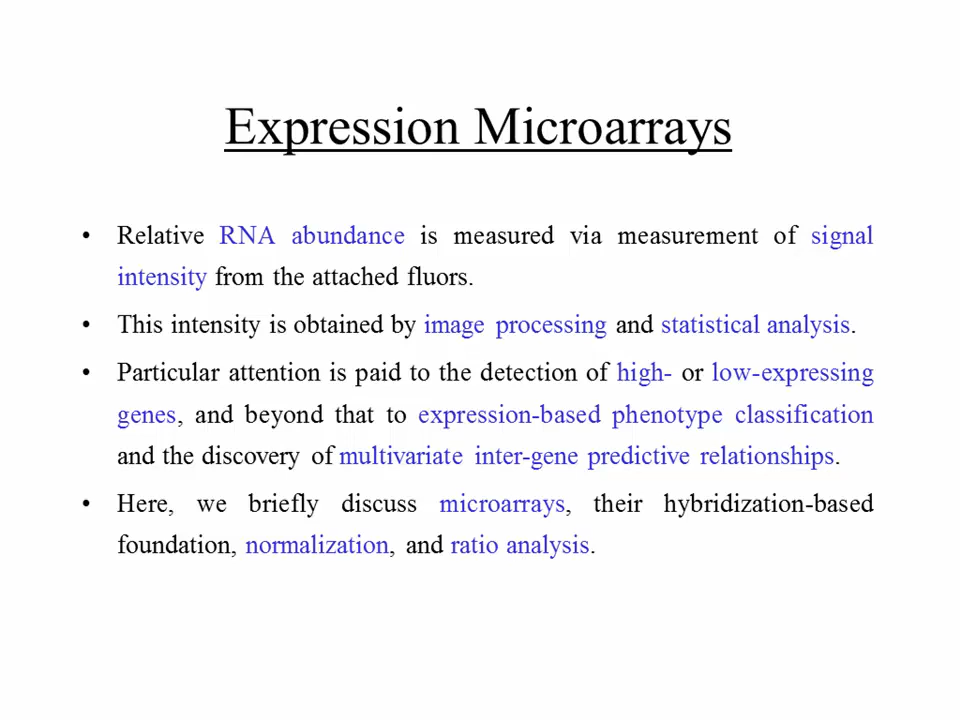 Expression Microarrays
• Relative RNA abundance is measured via measurement of signal
intensity from the attached fluors.
• This intensity is obtained by image processing and statistical analysis.
• Particular attention is paid to the detection of high- or low-expressing
genes, and beyond that to expression-based phenotype classification
and the discovery of multivariate inter-gene predictive relationships.
• Here, we briefly discuss microarrays, their hybridization-based
foundation, normalization, and ratio analysis.